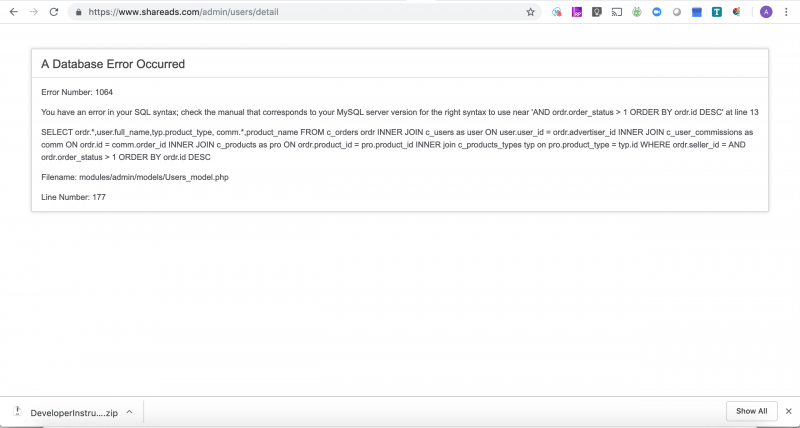 https://www.shareads.com/admin/users/detail
A
A Database Error Occurred
Error Number: 1064
You have an error in your SQL syntax; check the manual that corresponds to your MySQL server version for the right syntax to use near 'AND ordr.order_status > 1 ORDER BY ordr.id DESC' at line 13
SELECT ordr.*,user.full_name,typ.product_type, comm.*,product_name FROM c_orders ordr INNER JOIN c_users as user ON user.user_id = ordr.advertiser_id INNER JOIN c_user_commissions as
comm ON ordr.id = comm.order_id INNER JOIN c_products as pro ON ordr.product_id = pro.product_id INNER join c_products_types typ on pro.product_type = typ.id WHERE ordr.seller_id = AND
ordr.order_status > 1 ORDER BY ordr.id DESC
Filename: modules/admin/models/Users_model.php
Line Number: 177
DeveloperInstru....zip
Show All